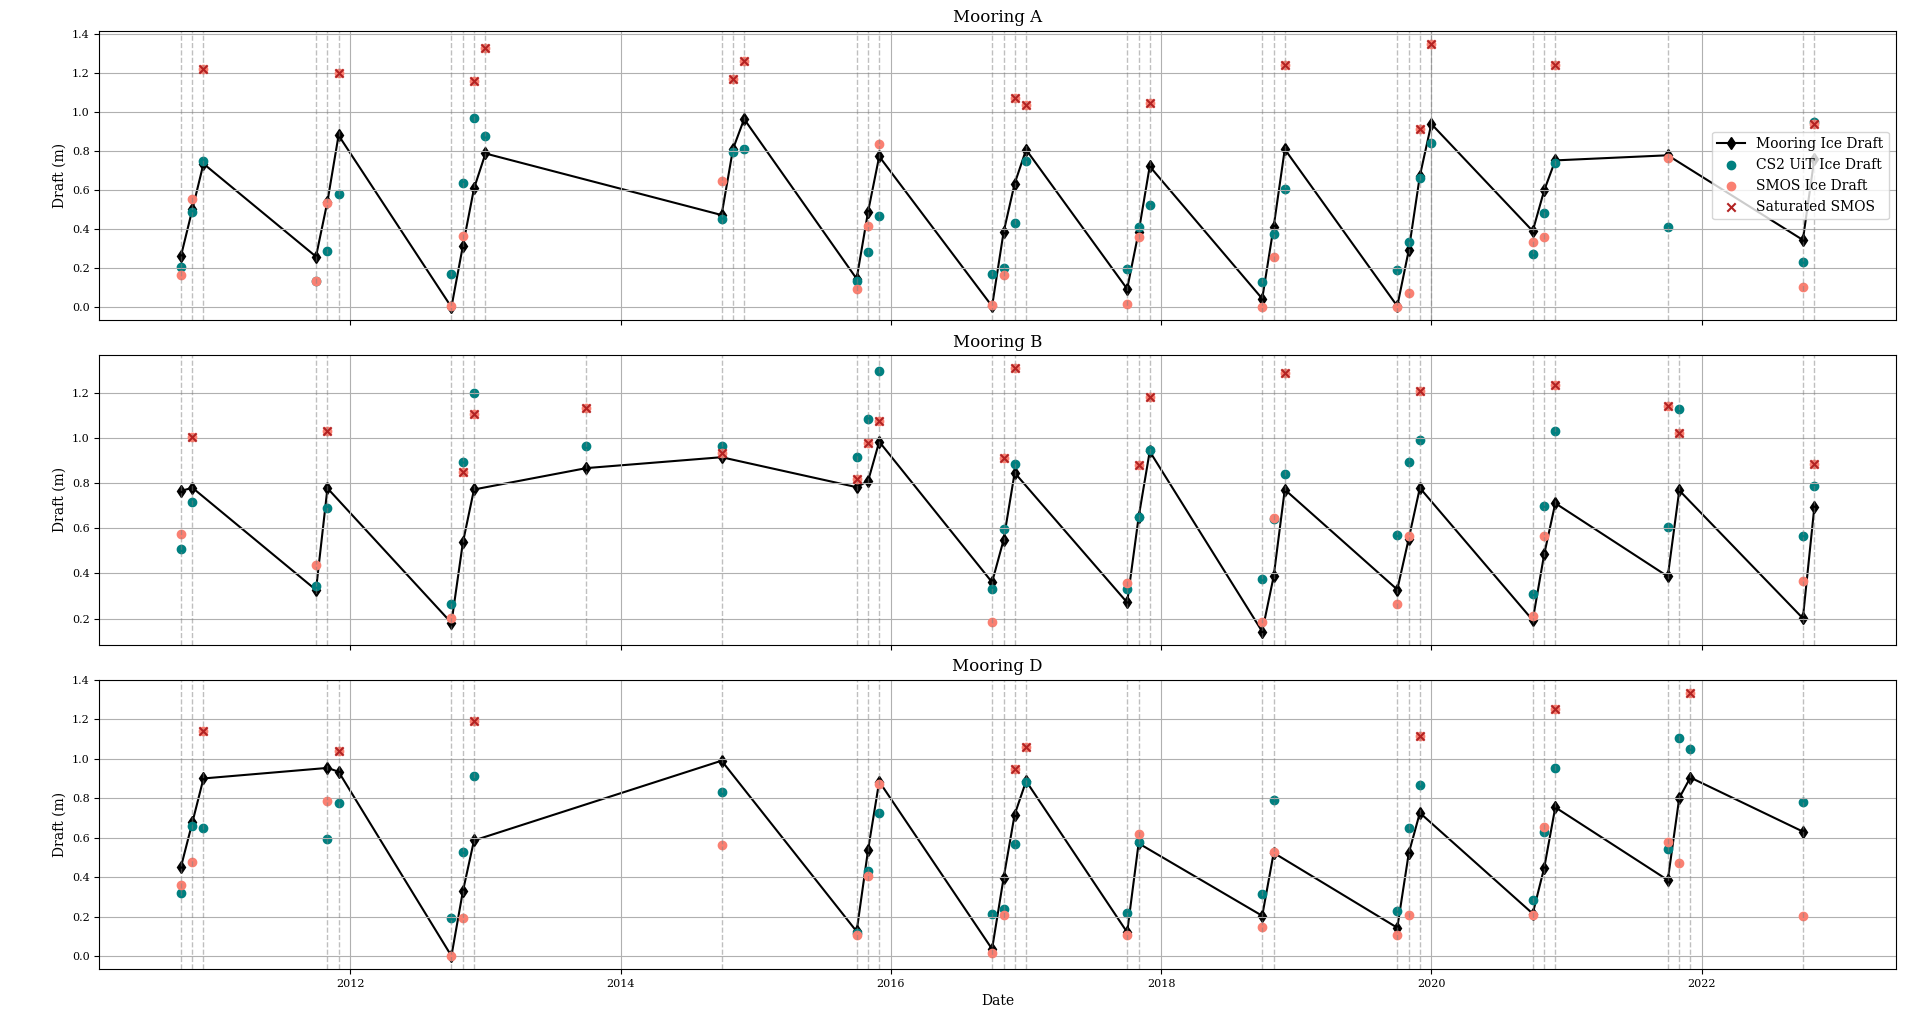 Mooring A
1.4
1.2
1.0
0.8
0.6
0.4
0.2
0.0
Draft (m)
Mooring Ice Draft
CS2 UiT Ice Draft
SMOS Ice Draft
Saturated SMOS
Mooring B
1.2
1.0
0.8
0.6
0.4
0.2
Draft (m)
Mooring D
1.4
1.2
1.0
0.8
0.6
0.4
0.2
0.0
Draft (m)
2012 2014 2016 2018 2020 2022
Date